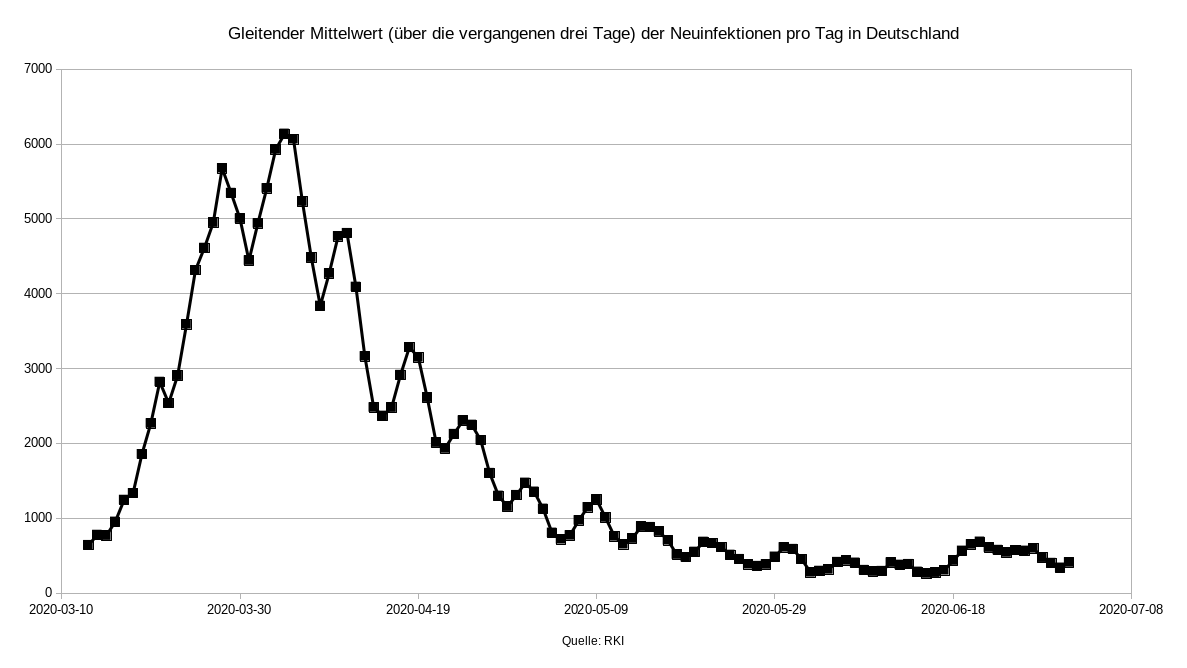 Gleitender Mittelwert (über die vergangenen drei Tage) der Neuinfektionen pro Tag in Deutschland
7000
6000
5000
4000
3000
2000
1000
0
2020-03-10 2020-03-30 2020-04-19 2020-05-09 2020-05-29 2020-06-18 2020-07-08
Quelle: RKI